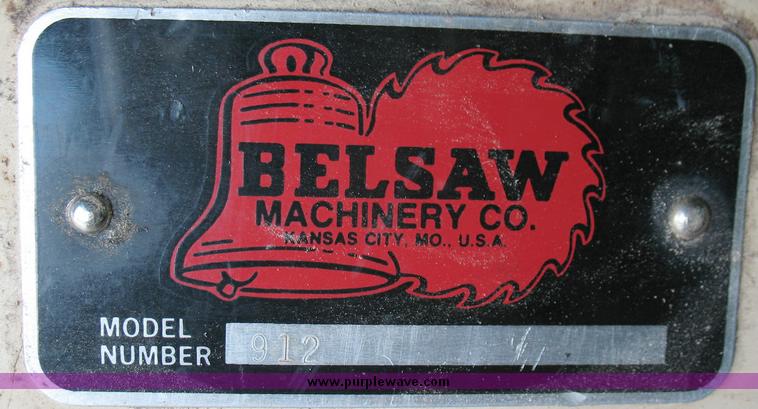 BELSAW
MACHINERY CO.
KANSAS CITY, MO., U.S.A.
MODEL
NUMBER 912
www.purplewave.com